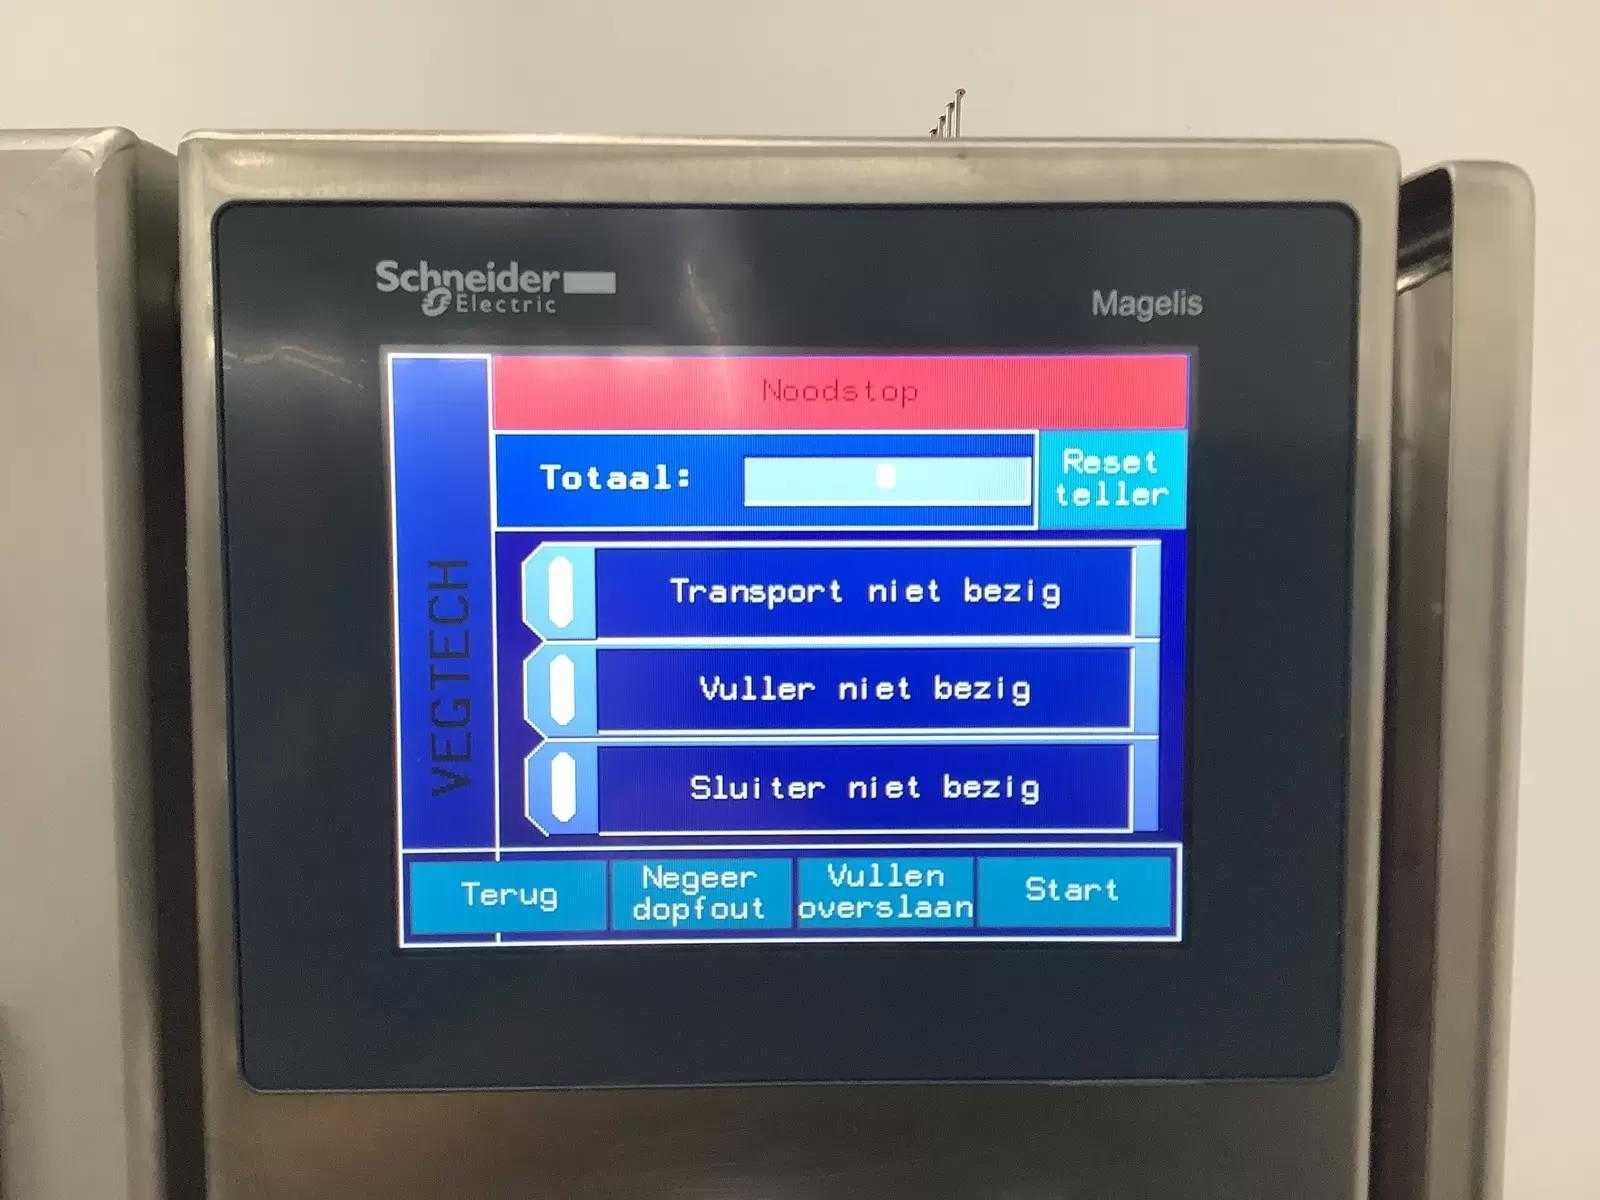 Schneider
Electric
Magelis
Noodstop
Totaal:
Reset
teller
VEGTECH
Transport niet bezig
Vuller niet bezig
Sluiter niet bezig
Terug
Negeer
dopfout
Vullen
overslaan
Start